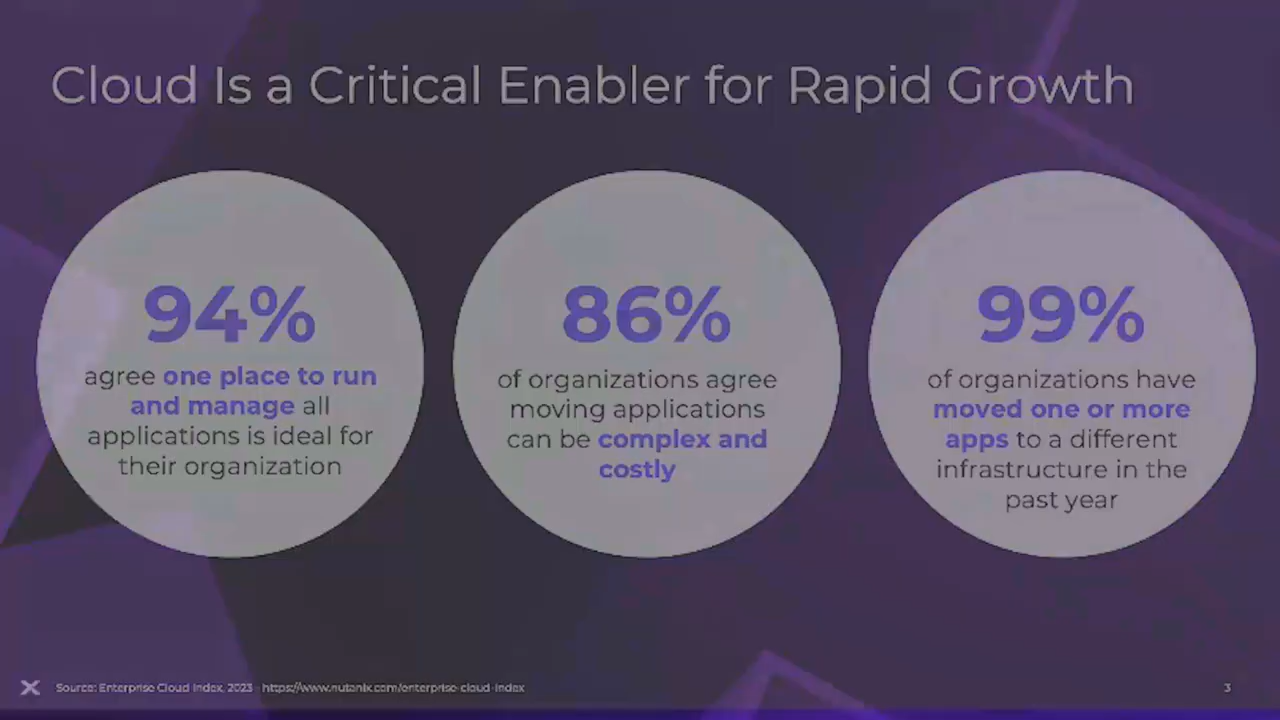 Cloud Is a Critical Enabler for Rapid Growth
94%
agree one place to run
and manage all
applications is ideal for
their organization
86%
of organizations agree
moving applications
can be complex and
costly
99%
of organizations have
moved one or more
apps to a different
infrastructure in the
past year
Source: Enterprise Cloud Index, 2023 - https://www.nutanix.com/enterprise-cloud-index
3